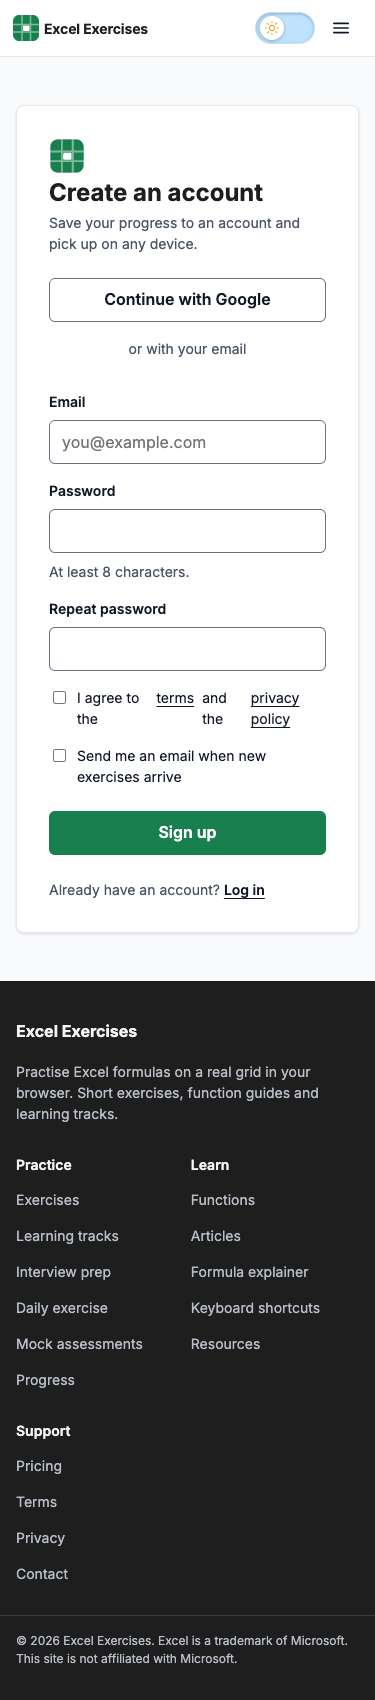 Excel Exercises
Create an account
Save your progress to an account and
pick up on any device.
Continue with Google
or with your email
Email
you@example.com
Password
At least 8 characters.
Repeat password
I agree to the terms and the privacy policy
Send me an email when new
exercises arrive
Sign up
Already have an account? Log in
Excel Exercises
Practise Excel formulas on a real grid in your
browser. Short exercises, function guides and
learning tracks.
Practice
Exercises
Learning tracks
Interview prep
Daily exercise
Mock assessments
Progress
Learn
Functions
Articles
Formula explainer
Keyboard shortcuts
Resources
Support
Pricing
Terms
Privacy
Contact
© 2026 Excel Exercises. Excel is a trademark of Microsoft.
This site is not affiliated with Microsoft.